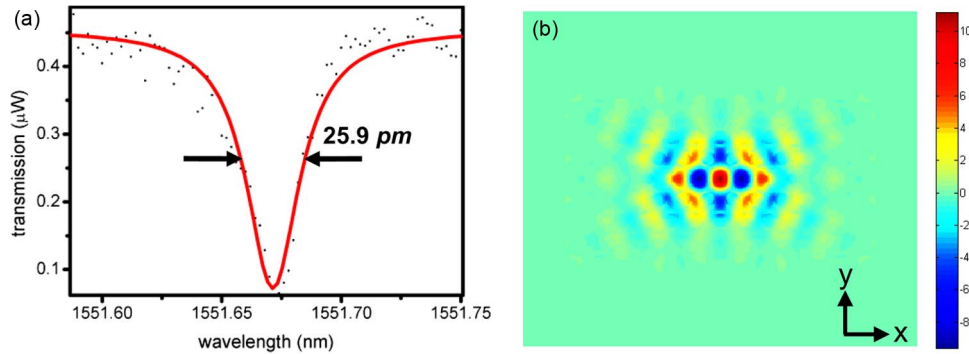 (a)
0.4
0.3
0.2
0.1
transmission (μW)
25.9 pm
1551.60
1551.65
1551.70
1551.75
wavelength (nm)
(b)
y
x
10
8
6
4
2
0
-2
-4
-6
-8